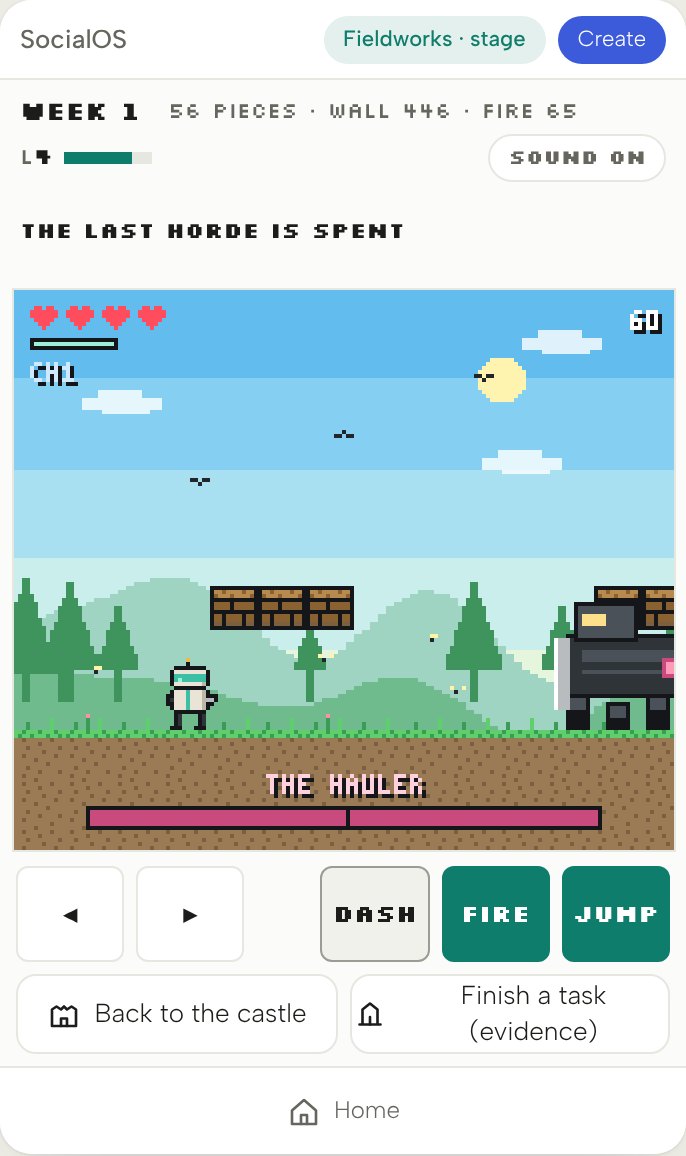 SocialOS
Fieldworks · stage
Create
WEEK 1
56 PIECES · WALL 446 · FIRE 65
L4
SOUND ON
THE LAST HORDE IS SPENT
60
CH1
THE HAULER
DASH
FIRE
JUMP
Back to the castle
Finish a task
(evidence)
Home